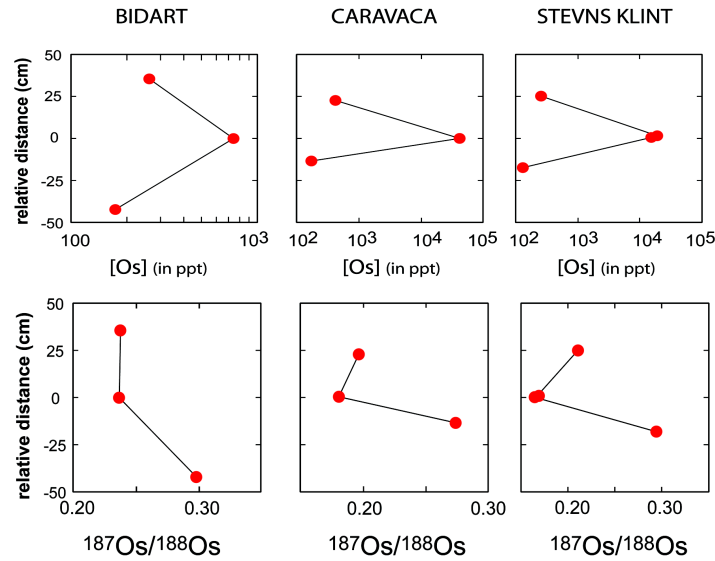 BIDART CARAVACA STEVNS KLINT
relative distance (cm)
50 25 0 -25 -50
100 10³
10² 10³ 10⁴ 10⁵
10² 10³ 10⁴ 10⁵
[Os] (in ppt) [Os] (in ppt) [Os] (in ppt)
relative distance (cm)
50 25 0 -25 -50
0.20 0.30
0.20 0.30
0.20 0.30
¹⁸⁷Os/¹⁸⁸Os ¹⁸⁷Os/¹⁸⁸Os ¹⁸⁷Os/¹⁸⁸Os